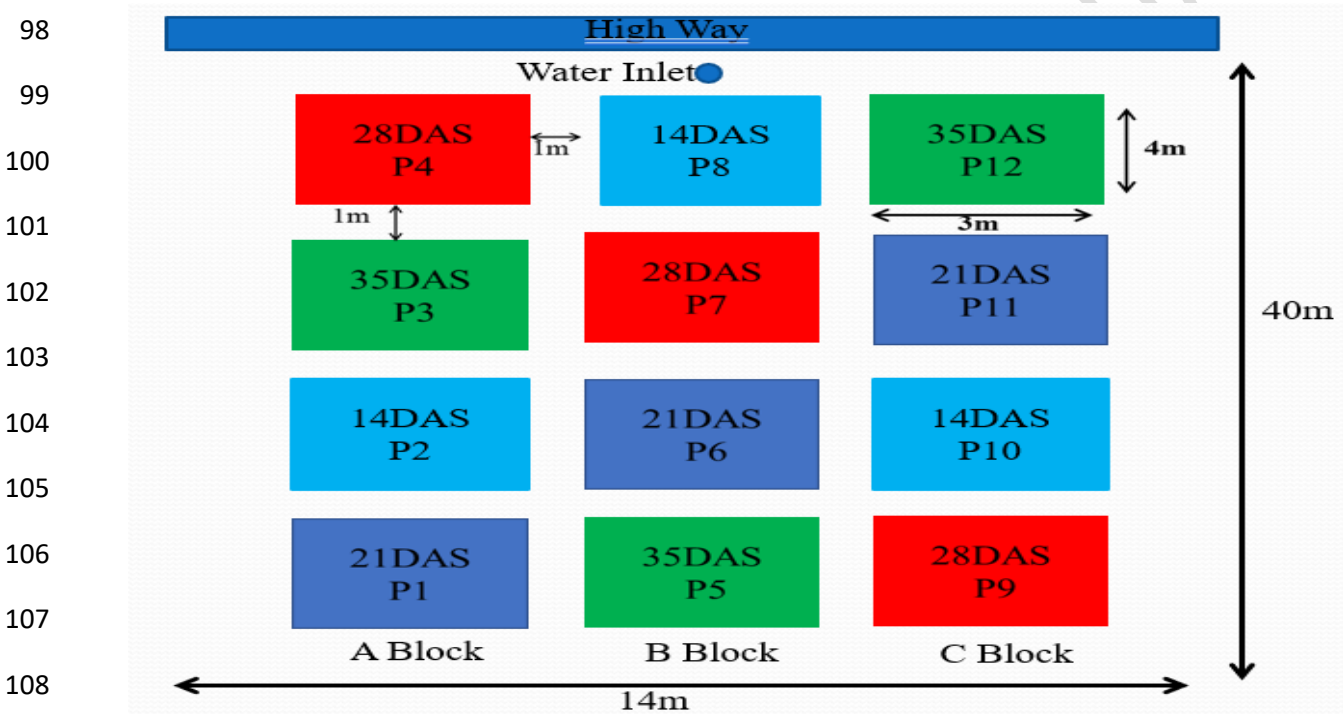 98
High Way
Water Inlet
99
28DAS
P4
1m
14DAS
P8
35DAS
P12
4m
100
1m
3m
101
35DAS
P3
28DAS
P7
21DAS
P11
102
40m
103
14DAS
P2
21DAS
P6
14DAS
P10
104
105
21DAS
P1
35DAS
P5
28DAS
P9
106
107
A Block
B Block
C Block
108
14m